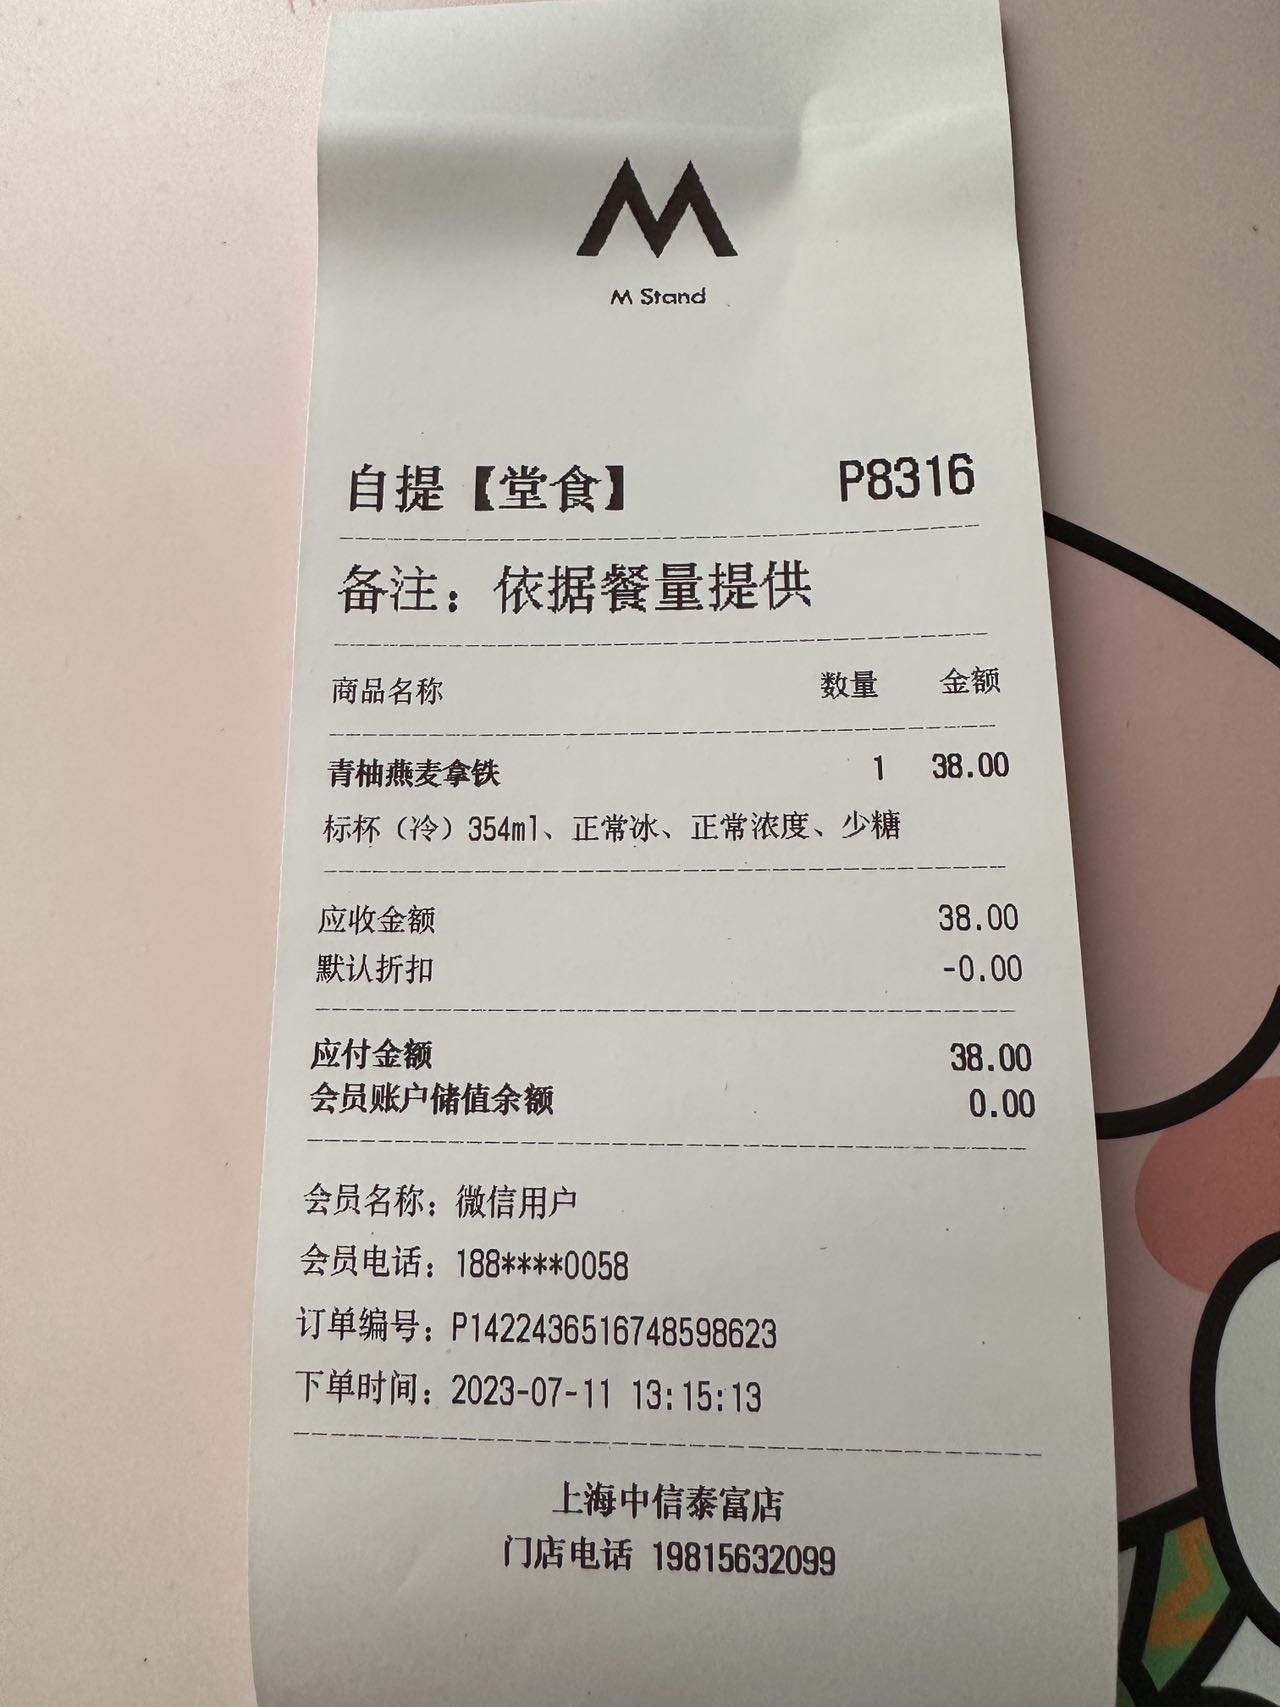 M Stand
自提【堂食】 P8316
备注：依据餐量提供
商品名称 数量 金额
青柚燕麦拿铁 1 38.00
标杯（冷）354ml、正常冰、正常浓度、少糖
应收金额 38.00
默认折扣 -0.00
应付金额 38.00
会员账户储值余额 0.00
会员名称：微信用户
会员电话：188****0058
订单编号：P1422436516748598623
下单时间：2023-07-11 13:15:13
上海中信泰富店
门店电话 19815632099